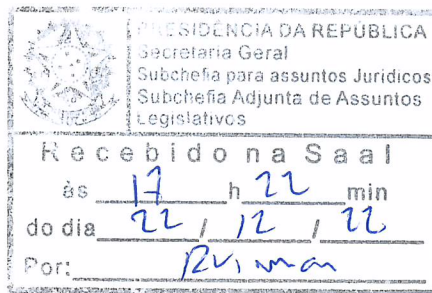 PRESIDÊNCIA DA REPÚBLICA
Secretaria Geral
Subchefia para assuntos Jurídicos
Subchefia Adjunta de Assuntos
Legislativos
Recebido na Saal
às 17 h 22 min
do dia 22 / 12 / 22
Por: